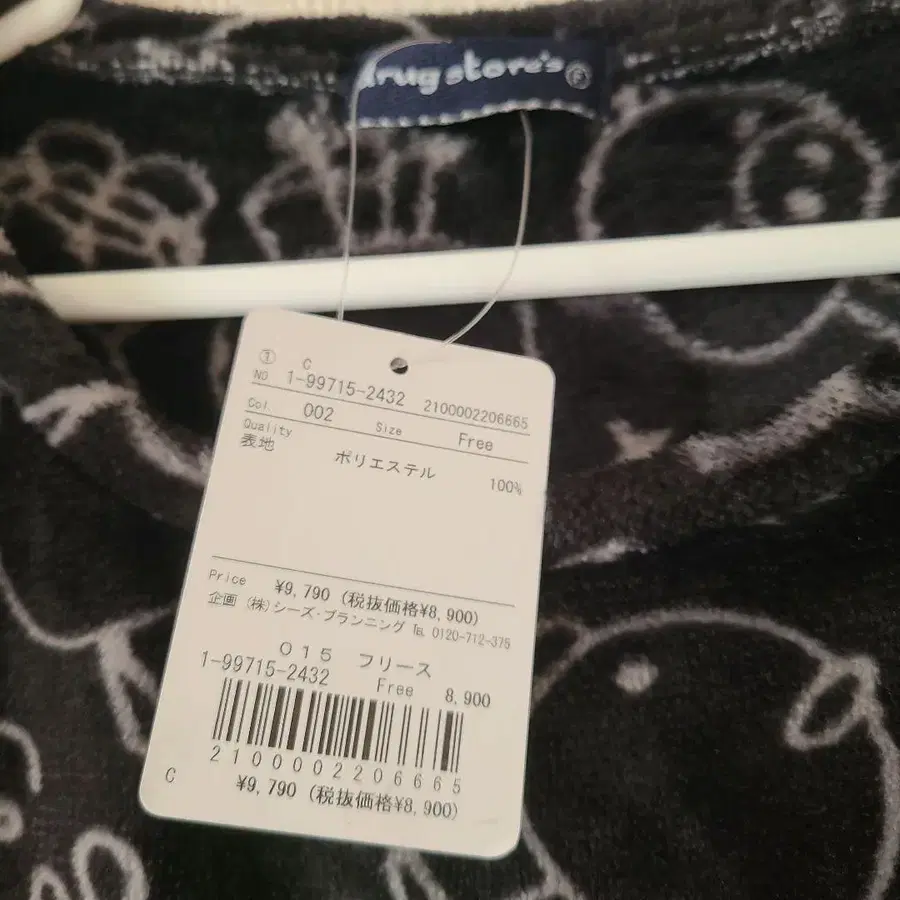 drug store's ®
① C
NO. 1-99715-2432 2100002206665
Col. 002 Size Free
Quality
表地 ポリエステル 100%
Price ¥9,790 (税抜価格¥8,900)
企画 (株)シーズ・プランニング ℡ 0120-712-375
015 フリース
1-99715-2432 Free 8,900
2100002206665
C ¥9,790 (税抜価格¥8,900)